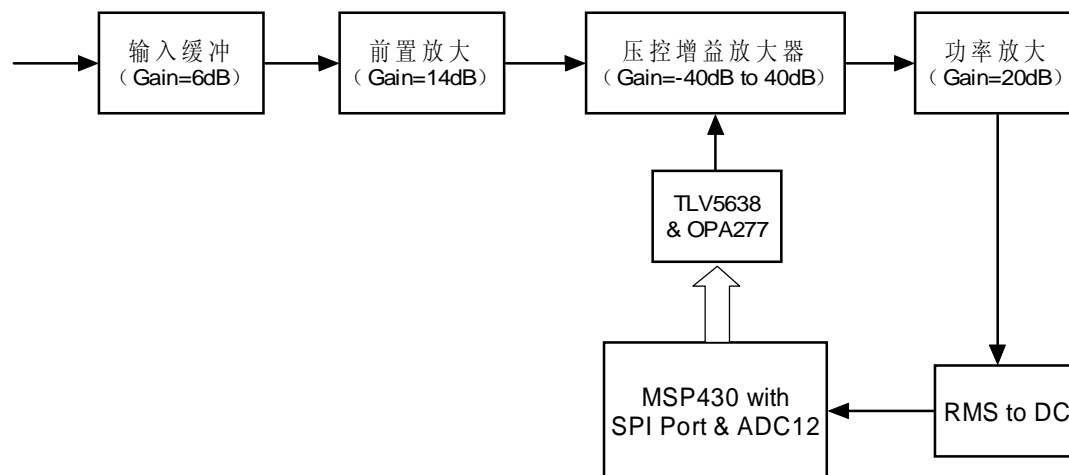 输入缓冲
（Gain=6dB）
前置放大
（Gain=14dB）
压控增益放大器
（Gain=-40dB to 40dB）
功率放大
（Gain=20dB）
TLV5638
& OPA277
MSP430 with
SPI Port & ADC12
RMS to DC